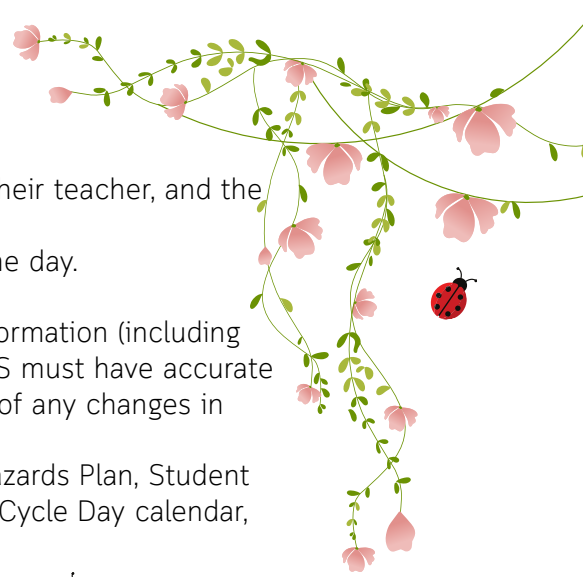 heir teacher, and the
e day.
ormation (including
S must have accurate
of any changes in
azards Plan, Student
Cycle Day calendar,